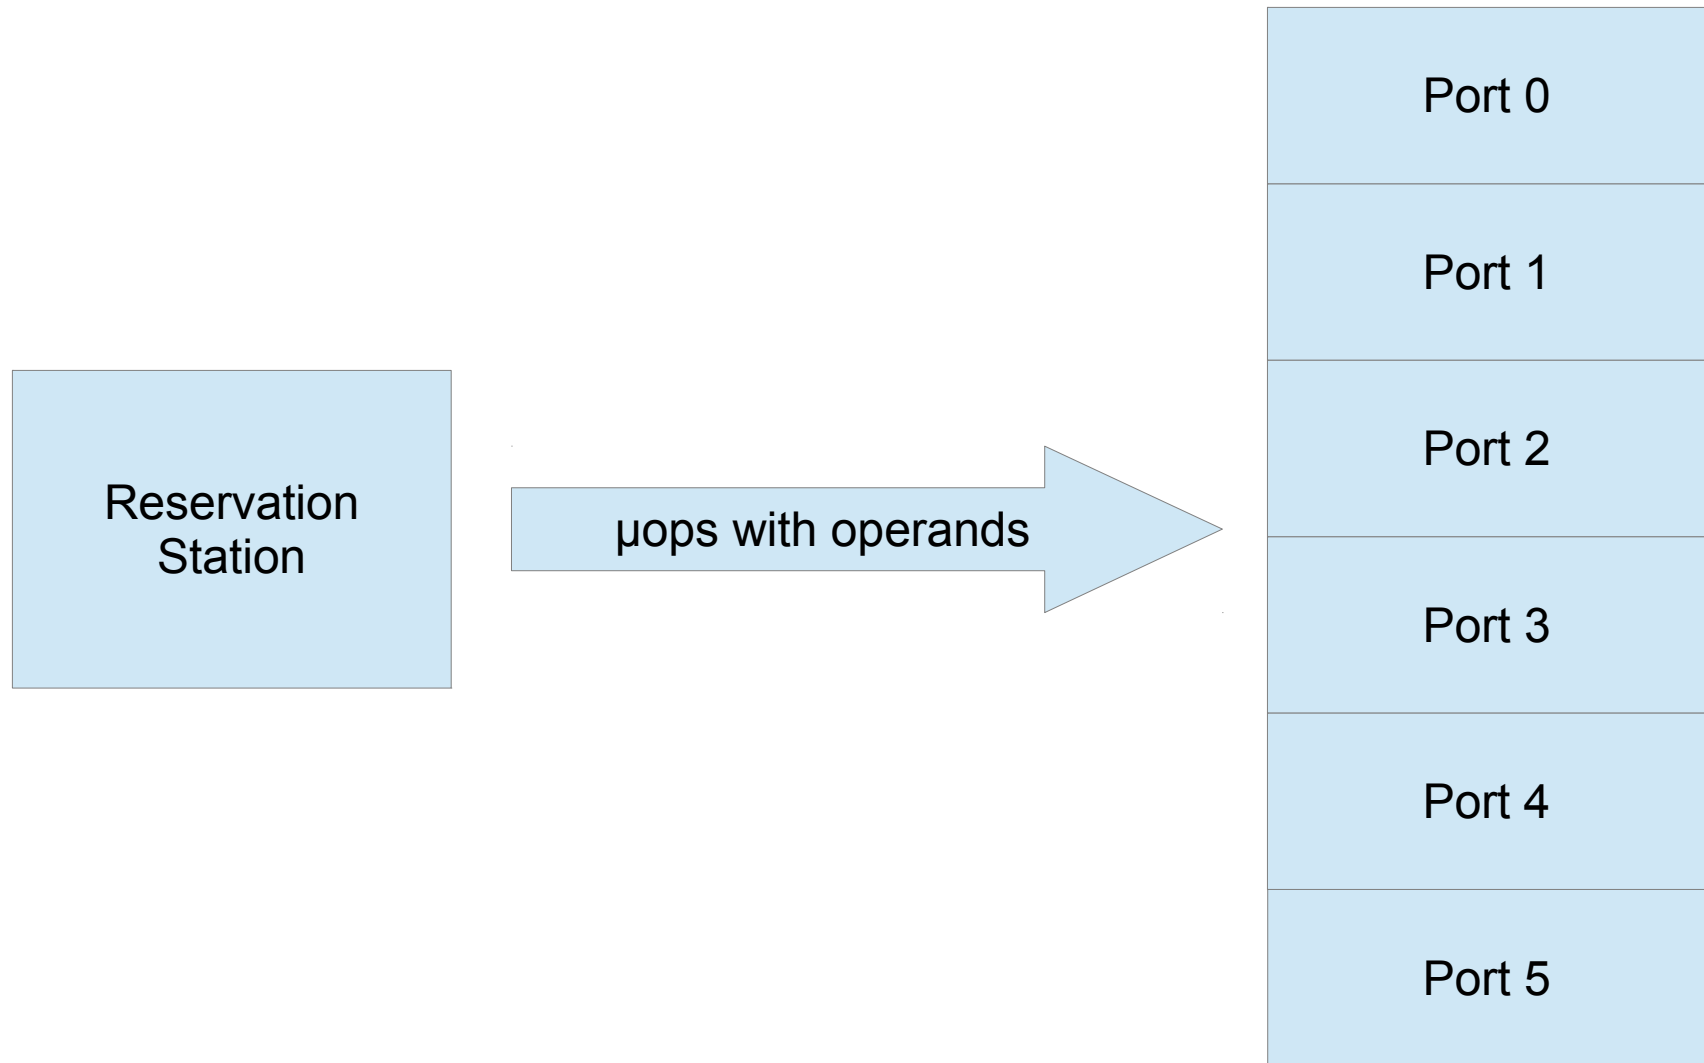 Reservation
Station
µops with operands
Port 0
Port 1
Port 2
Port 3
Port 4
Port 5